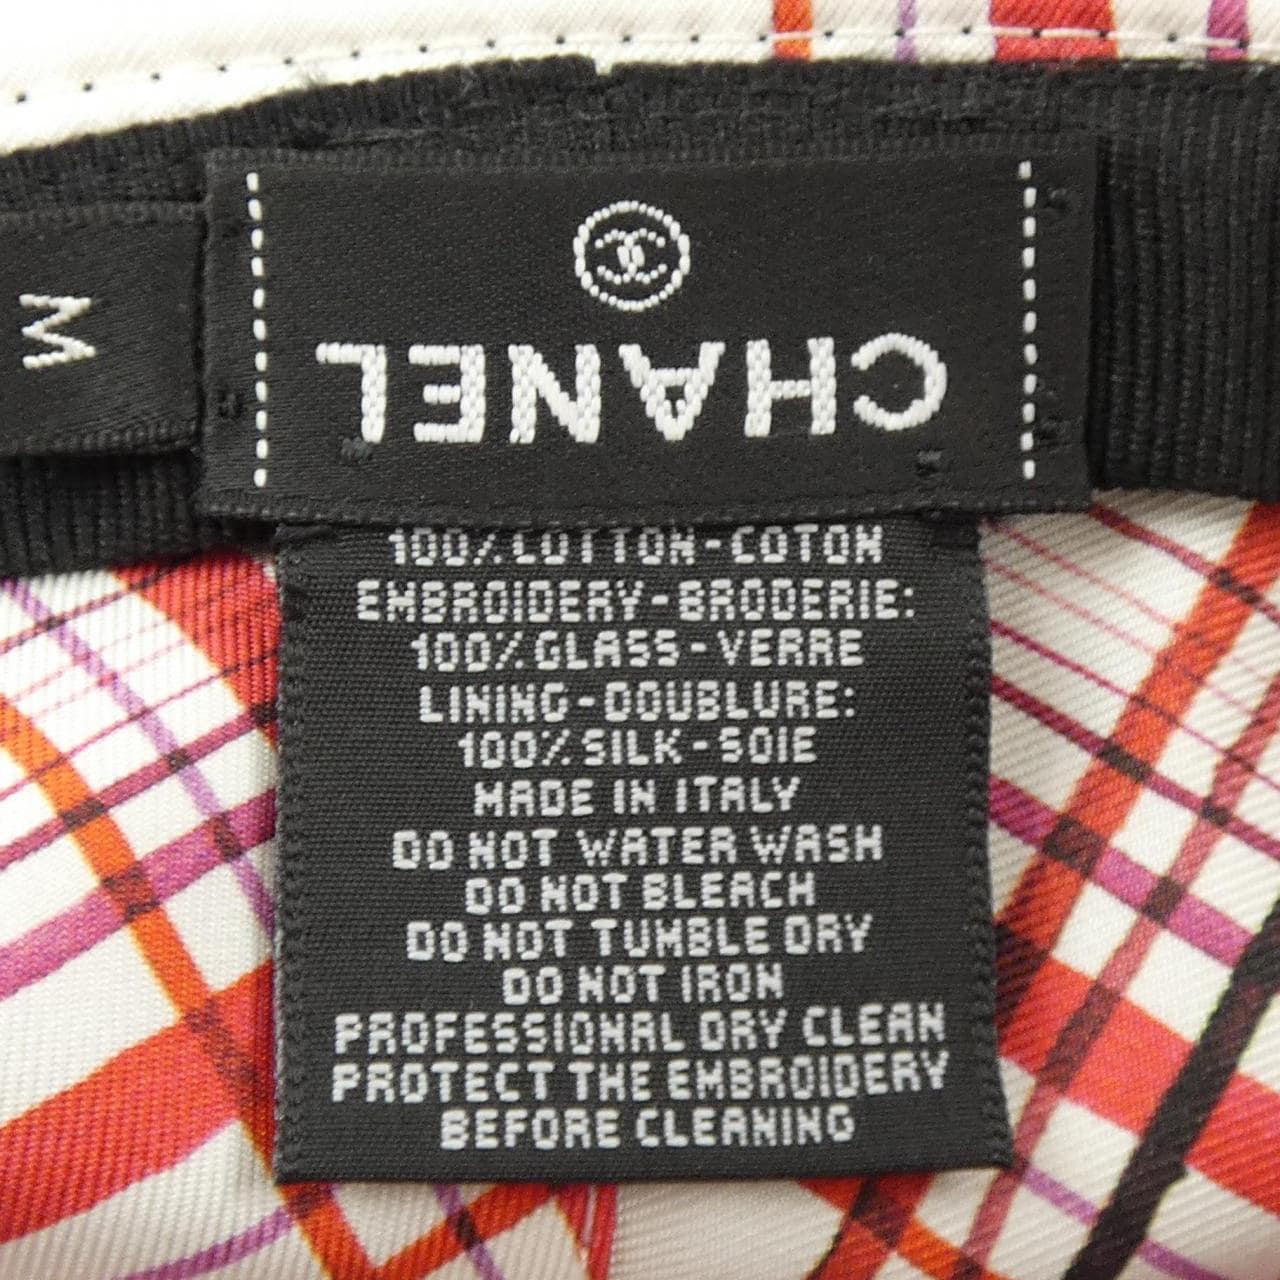 CHANEL
M
100% COTTON - COTON
EMBROIDERY - BRODERIE:
100% GLASS - VERRE
LINING - DOUBLURE:
100% SILK - SOIE
MADE IN ITALY
DO NOT WATER WASH
DO NOT BLEACH
DO NOT TUMBLE DRY
DO NOT IRON
PROFESSIONAL DRY CLEAN
PROTECT THE EMBROIDERY
BEFORE CLEANING